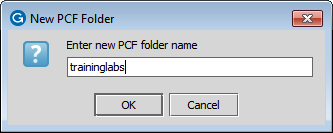 New PCF Folder
Enter new PCF folder name
traininglabs
OK
Cancel